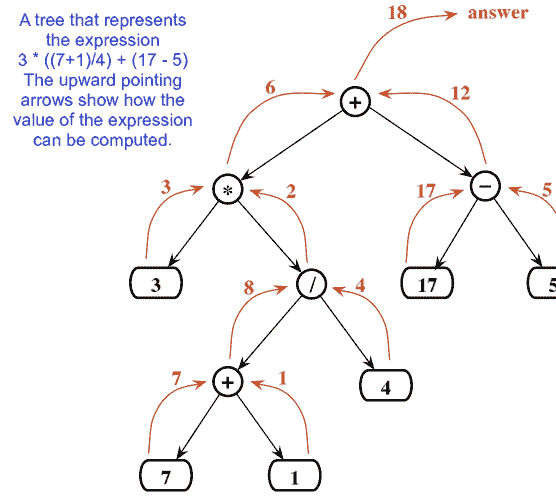 A tree that represents
the expression
3 * ((7+1)/4) + (17 - 5)
The upward pointing
arrows show how the
value of the expression
can be computed.
18 answer
6 + 12
3 * 2 17 − 5
3 8 / 4 17 5
7 + 1 4
7 1